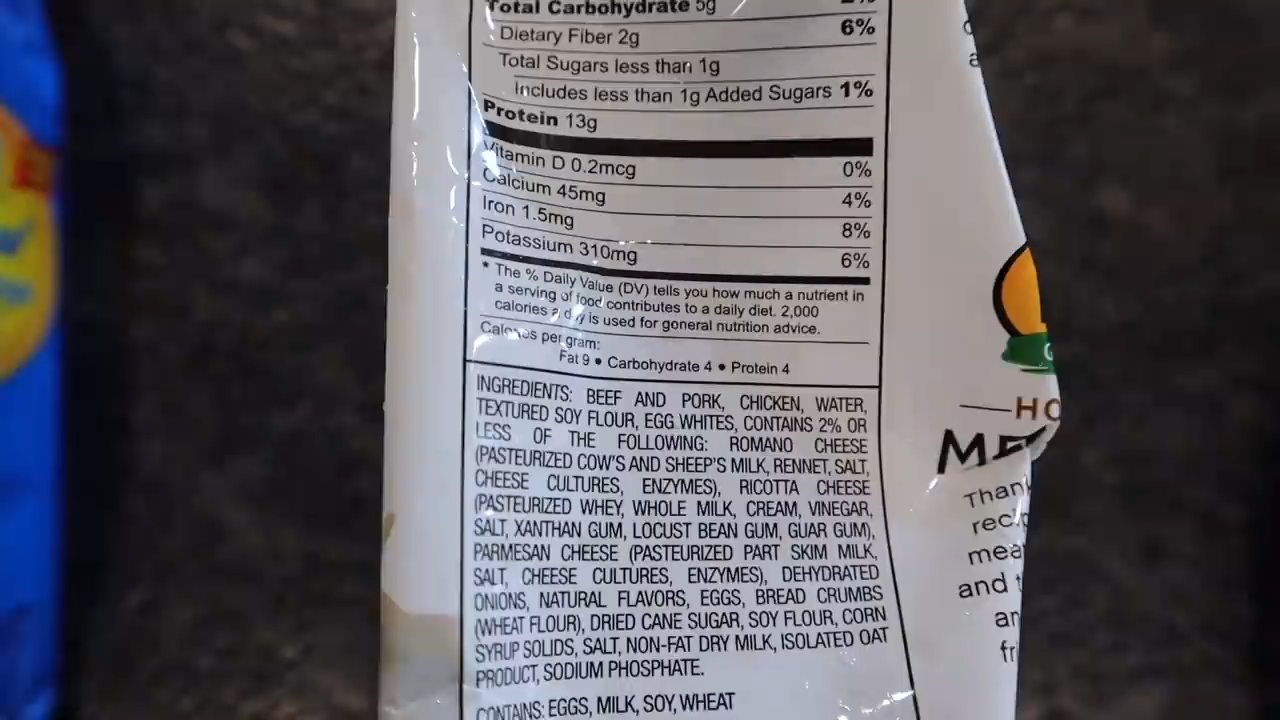 Total Carbohydrate 5g 2%
Dietary Fiber 2g 6%
Total Sugars less than 1g
Includes less than 1g Added Sugars 1%
Protein 13g
Vitamin D 0.2mcg 0%
Calcium 45mg 4%
Iron 1.5mg 8%
Potassium 310mg 6%
* The % Daily Value (DV) tells you how much a nutrient in
a serving of food contributes to a daily diet. 2,000
calories a day is used for general nutrition advice.
Calories per gram:
Fat 9 • Carbohydrate 4 • Protein 4
INGREDIENTS: BEEF AND PORK, CHICKEN, WATER,
TEXTURED SOY FLOUR, EGG WHITES, CONTAINS 2% OR
LESS OF THE FOLLOWING: ROMANO CHEESE
(PASTEURIZED COW'S AND SHEEP'S MILK, RENNET, SALT,
CHEESE CULTURES, ENZYMES), RICOTTA CHEESE
(PASTEURIZED WHEY, WHOLE MILK, CREAM, VINEGAR,
SALT, XANTHAN GUM, LOCUST BEAN GUM, GUAR GUM),
PARMESAN CHEESE (PASTEURIZED PART SKIM MILK,
SALT, CHEESE CULTURES, ENZYMES), DEHYDRATED
ONIONS, NATURAL FLAVORS, EGGS, BREAD CRUMBS
(WHEAT FLOUR), DRIED CANE SUGAR, SOY FLOUR, CORN
SYRUP SOLIDS, SALT, NON-FAT DRY MILK, ISOLATED OAT
PRODUCT, SODIUM PHOSPHATE.
CONTAINS: EGGS, MILK, SOY, WHEAT
HO
Thank
and